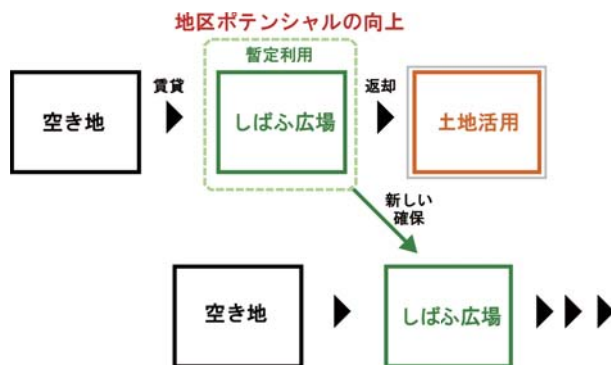 地区ポテンシャルの向上
暫定利用
空き地
賃貸
しばふ広場
返却
土地活用
新しい
確保
空き地
しばふ広場